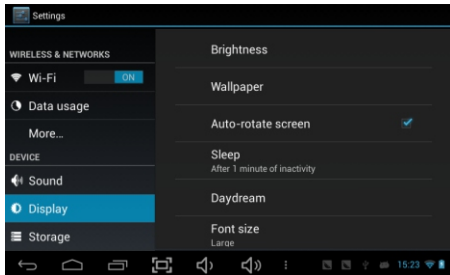 Settings
WIRELESS & NETWORKS
Wi-Fi ON
Data usage
More...
DEVICE
Sound
Display
Storage
Brightness
Wallpaper
Auto-rotate screen
Sleep
After 1 minute of inactivity
Daydream
Font size
Large
15:23